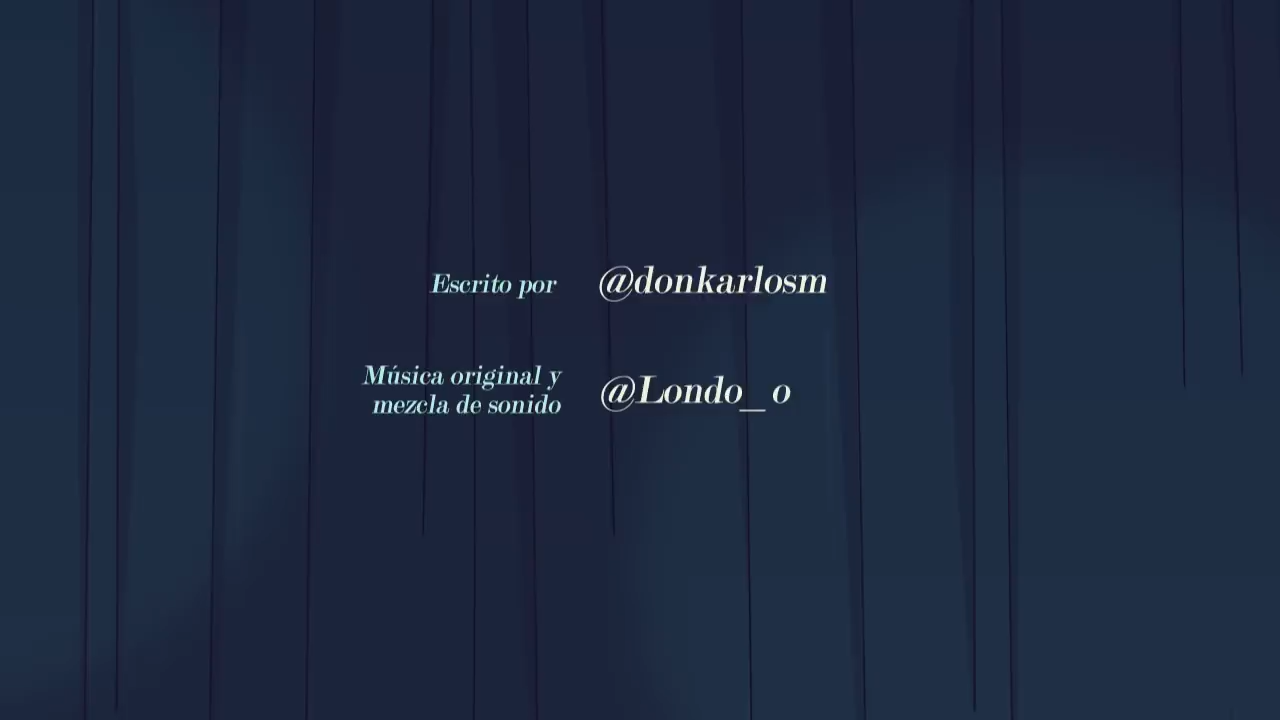 Escrito por @donkarlosm
Música original y
mezcla de sonido @Londo_o